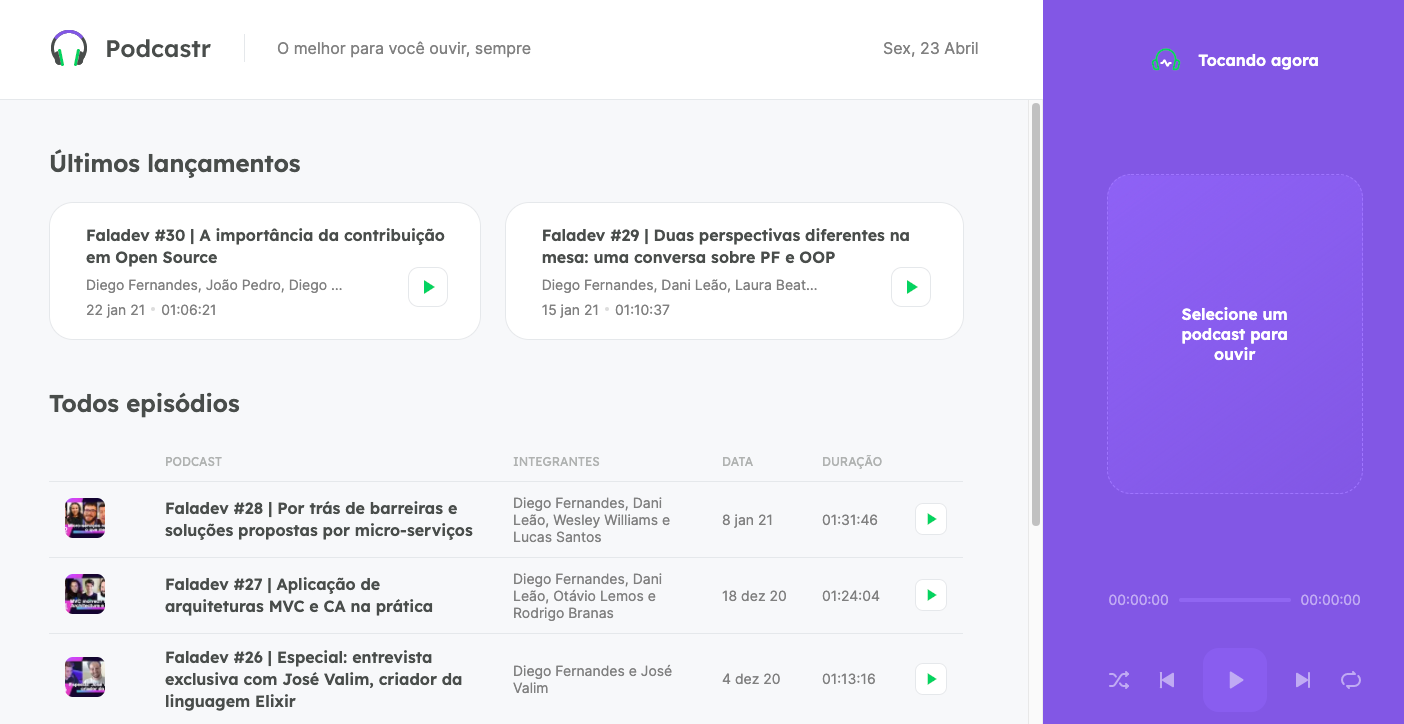 Podcastr
O melhor para você ouvir, sempre
Sex, 23 Abril
Tocando agora
Últimos lançamentos
Faladev #30 | A importância da contribuição
em Open Source
Diego Fernandes, João Pedro, Diego ...
22 jan 21 • 01:06:21
Faladev #29 | Duas perspectivas diferentes na
mesa: uma conversa sobre PF e OOP
Diego Fernandes, Dani Leão, Laura Beat...
15 jan 21 • 01:10:37
Selecione um
podcast para
ouvir
Todos episódios
PODCAST INTEGRANTES DATA DURAÇÃO
Faladev #28 | Por trás de barreiras e
soluções propostas por micro-serviços
Diego Fernandes, Dani
Leão, Wesley Williams e
Lucas Santos
8 jan 21
01:31:46
Faladev #27 | Aplicação de
arquiteturas MVC e CA na prática
Diego Fernandes, Dani
Leão, Otávio Lemos e
Rodrigo Branas
18 dez 20
01:24:04
Faladev #26 | Especial: entrevista
exclusiva com José Valim, criador da
linguagem Elixir
Diego Fernandes e José
Valim
4 dez 20
01:13:16
00:00:00
00:00:00